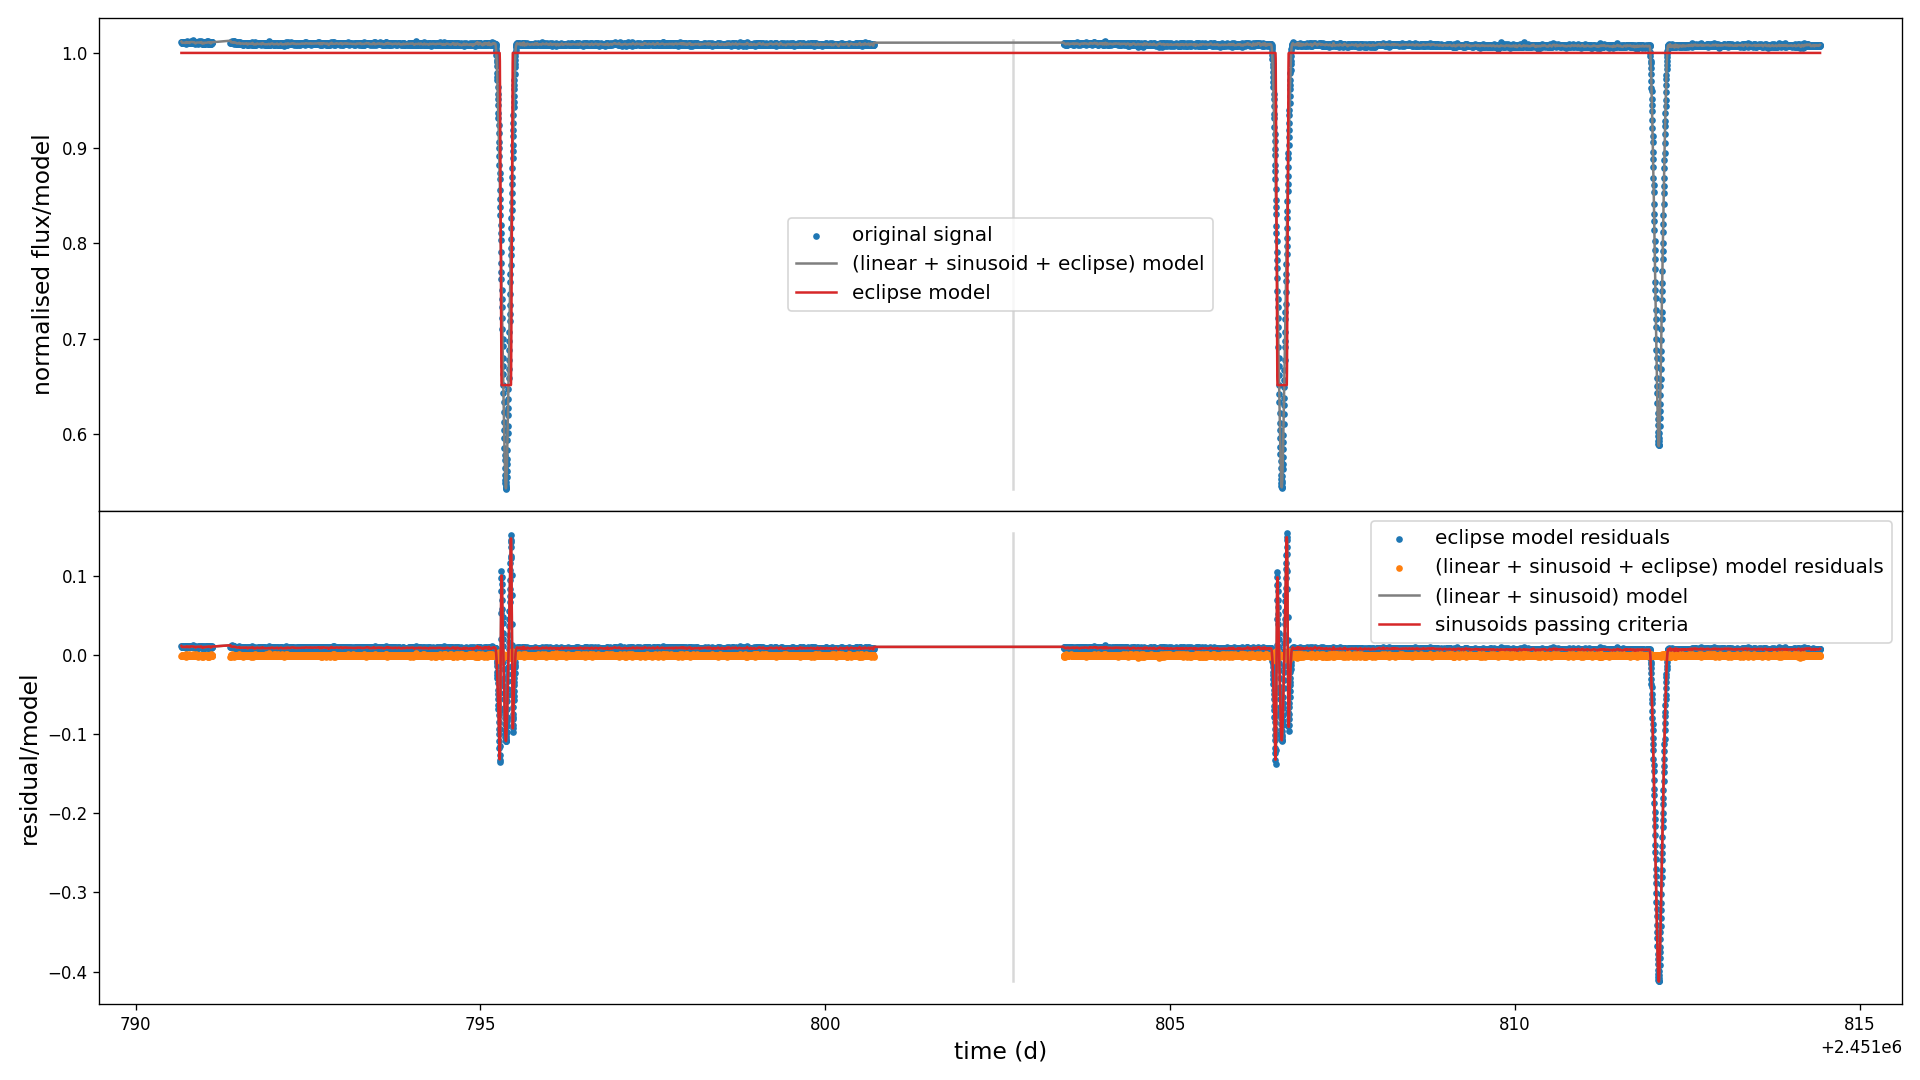 1.0
0.9
0.8
0.7
0.6
normalised flux/model
original signal
(linear + sinusoid + eclipse) model
eclipse model
0.1
0.0
−0.1
−0.2
−0.3
−0.4
residual/model
eclipse model residuals
(linear + sinusoid + eclipse) model residuals
(linear + sinusoid) model
sinusoids passing criteria
790
795
800
805
810
815
+2.451e6
time (d)